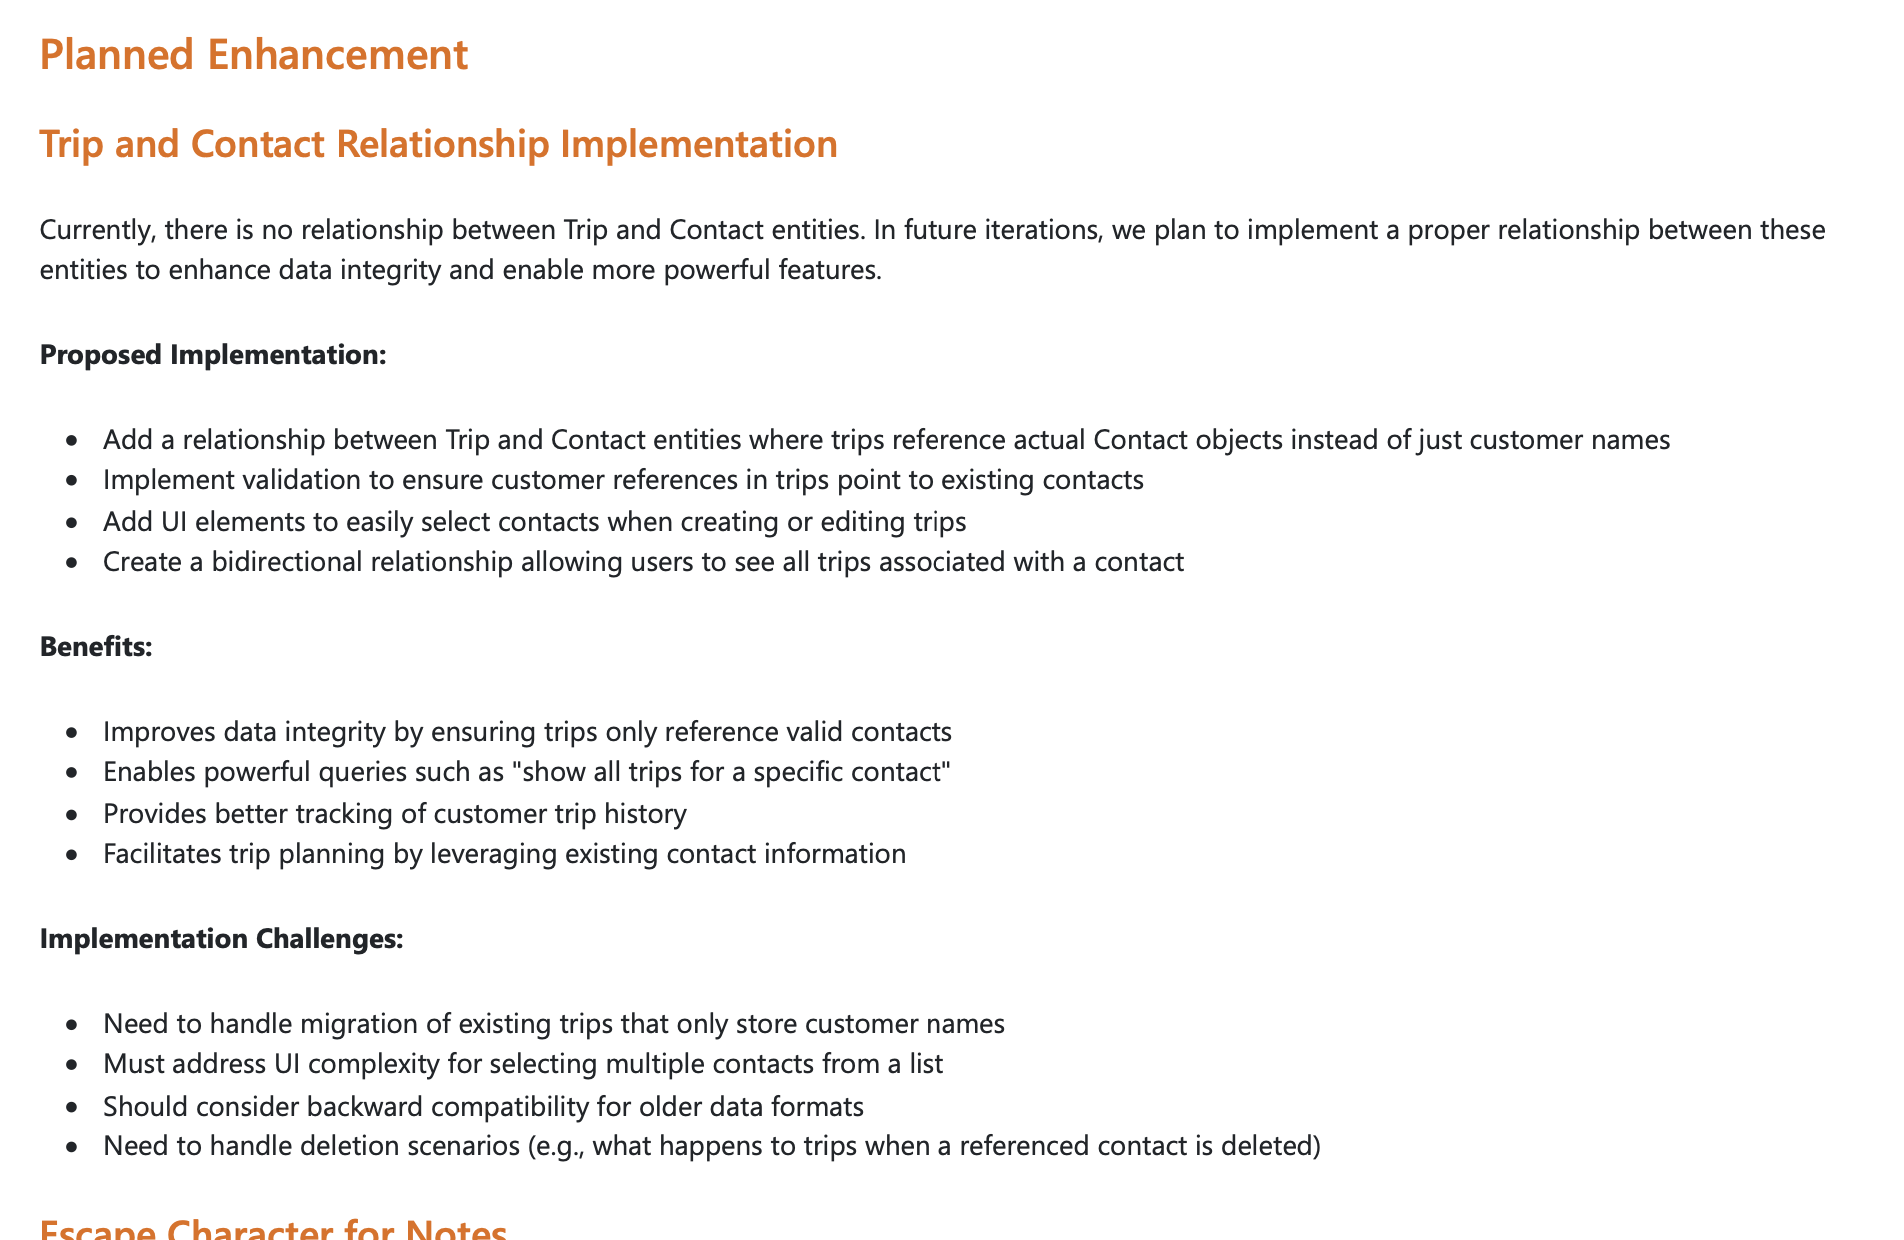 Planned Enhancement
Trip and Contact Relationship Implementation
Currently, there is no relationship between Trip and Contact entities. In future iterations, we plan to implement a proper relationship between these
entities to enhance data integrity and enable more powerful features.
Proposed Implementation:
• Add a relationship between Trip and Contact entities where trips reference actual Contact objects instead of just customer names
• Implement validation to ensure customer references in trips point to existing contacts
• Add UI elements to easily select contacts when creating or editing trips
• Create a bidirectional relationship allowing users to see all trips associated with a contact
Benefits:
• Improves data integrity by ensuring trips only reference valid contacts
• Enables powerful queries such as "show all trips for a specific contact"
• Provides better tracking of customer trip history
• Facilitates trip planning by leveraging existing contact information
Implementation Challenges:
• Need to handle migration of existing trips that only store customer names
• Must address UI complexity for selecting multiple contacts from a list
• Should consider backward compatibility for older data formats
• Need to handle deletion scenarios (e.g., what happens to trips when a referenced contact is deleted)
Escape Character for Notes